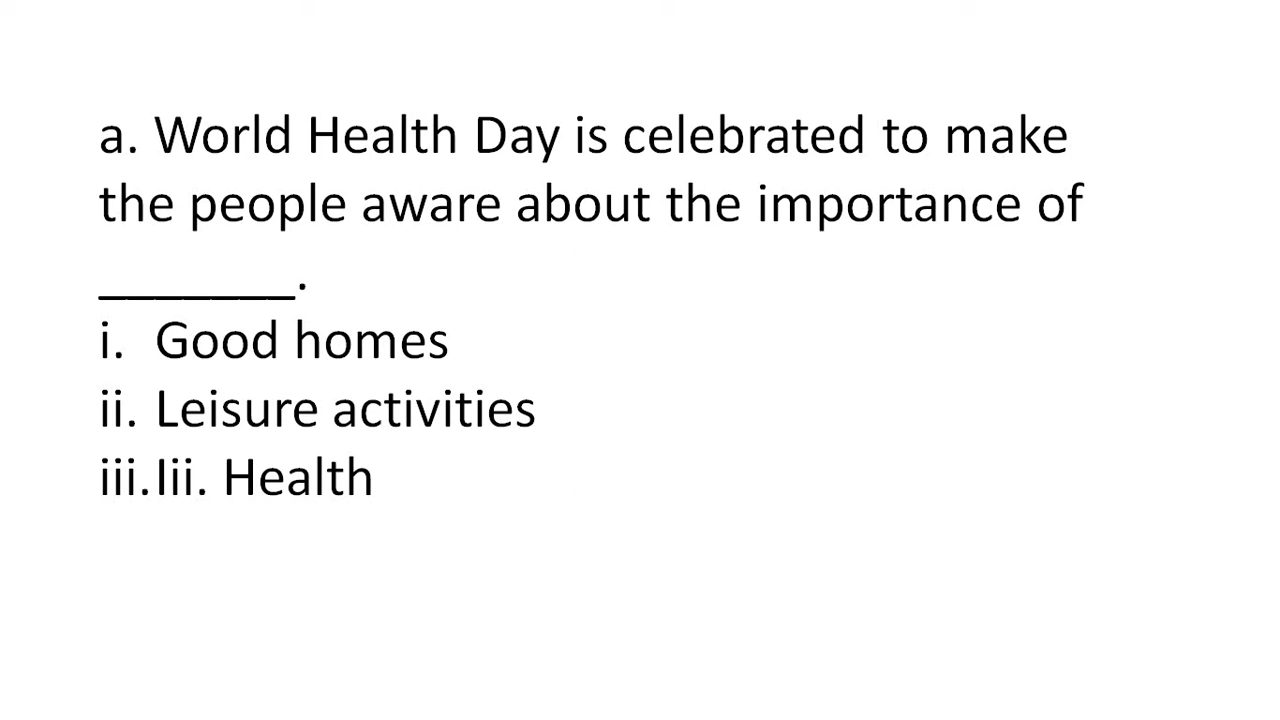 a. World Health Day is celebrated to make
the people aware about the importance of
_______.
i. Good homes
ii. Leisure activities
iii. Iii. Health